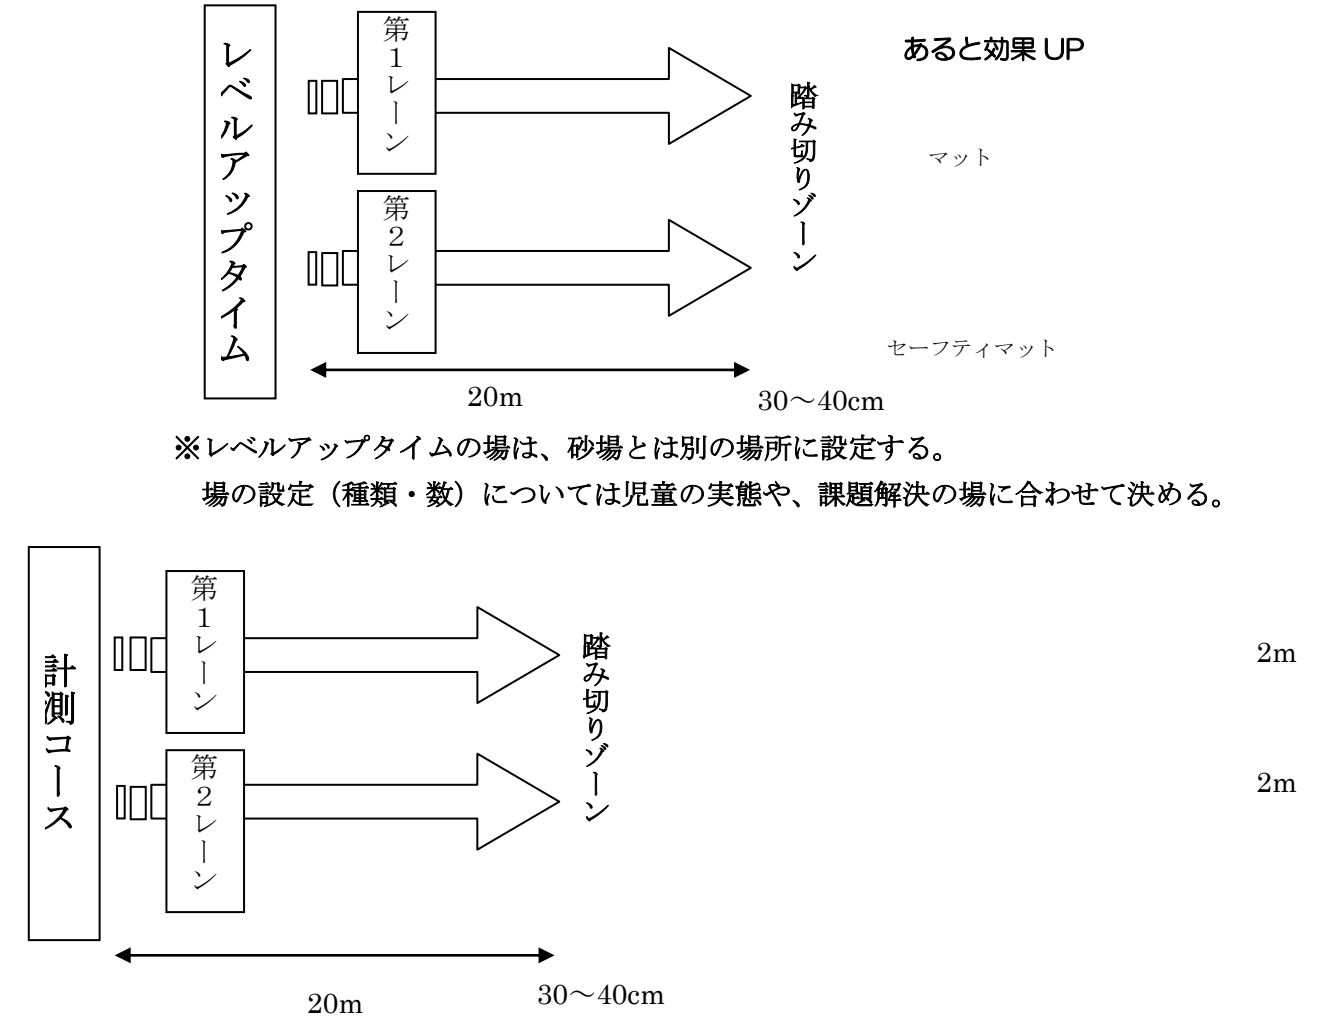 レベルアップタイム
第1レーン
第2レーン
踏み切りゾーン
あると効果 UP
マット
セーフティマット
20m
30～40cm
※レベルアップタイムの場は、砂場とは別の場所に設定する。
場の設定（種類・数）については児童の実態や、課題解決の場に合わせて決める。
計測コース
第1レーン
第2レーン
踏み切りゾーン
2m
2m
20m
30～40cm